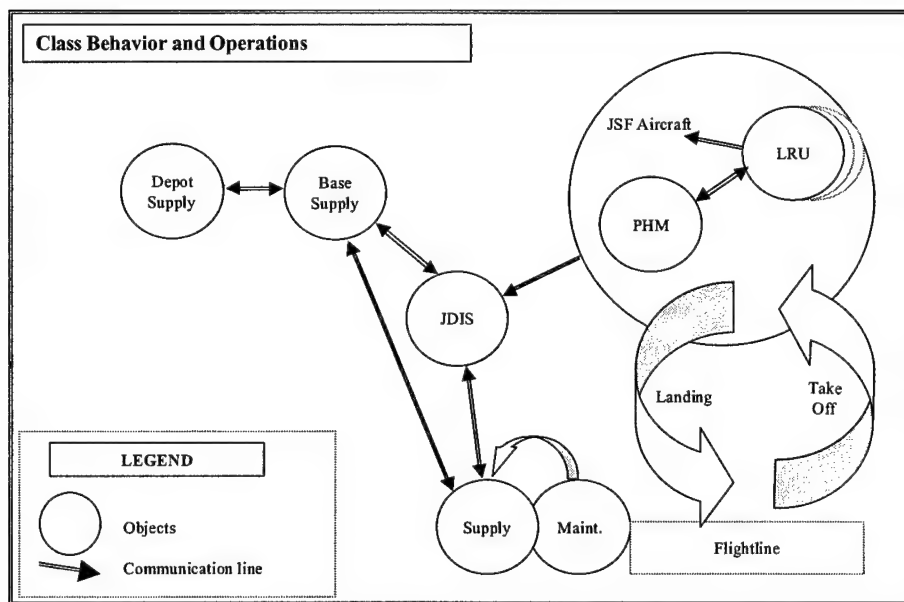 Class Behavior and Operations
JSF Aircraft
LRU
Depot
Supply
Base
Supply
PHM
JDIS
Landing
Take
Off
LEGEND
Objects
Communication line
Supply
Maint.
Flightline